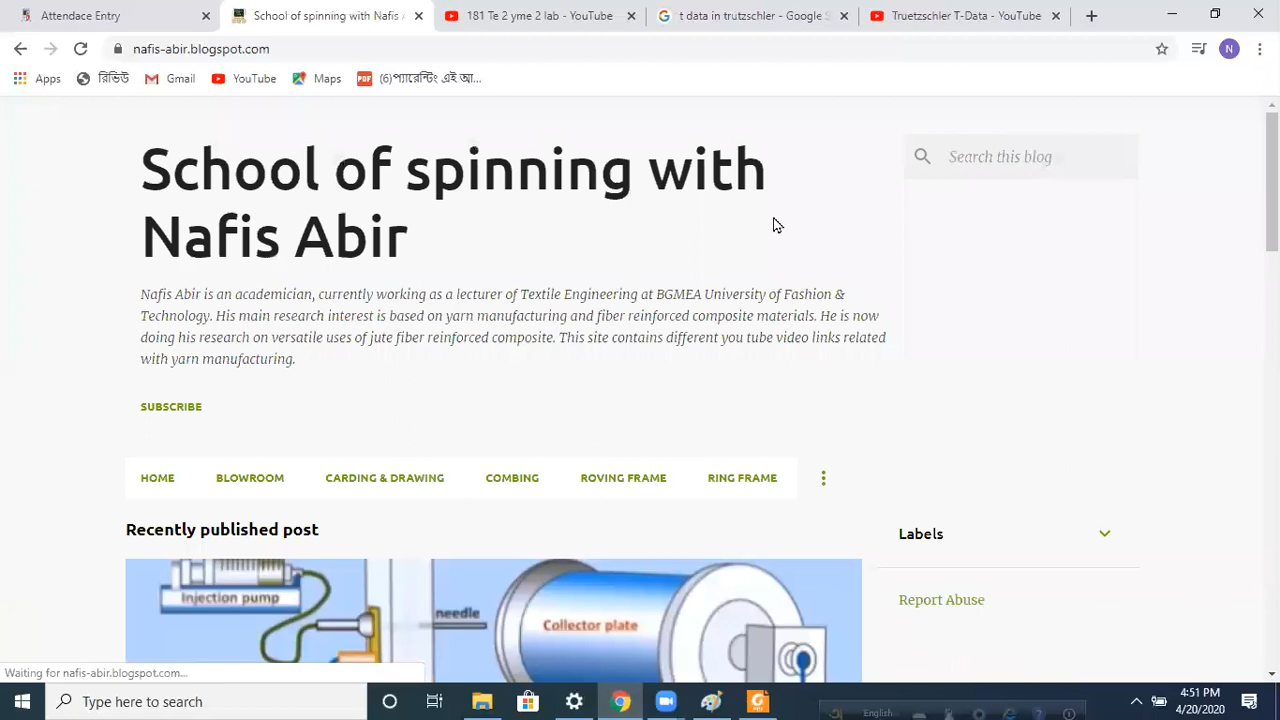 Attendace Entry
School of spinning with Nafis A
181 Te 2 yme 2 lab - YouTube
t data in trutzschler - Google S
Truetzschler T-Data - YouTube
nafis-abir.blogspot.com
N
Apps
রিভিউ
Gmail
YouTube
Maps
PDF
(6)প্যারেন্টিং এই আ...
School of spinning with
Nafis Abir
Search this blog
Nafis Abir is an academician, currently working as a lecturer of Textile Engineering at BGMEA University of Fashion &
Technology. His main research interest is based on yarn manufacturing and fiber reinforced composite materials. He is now
doing his research on versatile uses of jute fiber reinforced composite. This site contains different you tube video links related
with yarn manufacturing.
SUBSCRIBE
HOME
BLOWROOM
CARDING & DRAWING
COMBING
ROVING FRAME
RING FRAME
Recently published post
Labels
Injection pump
needle
Collector plate
Report Abuse
Waiting for nafis-abir.blogspot.com...
Type here to search
English
4:51 PM
4/20/2020